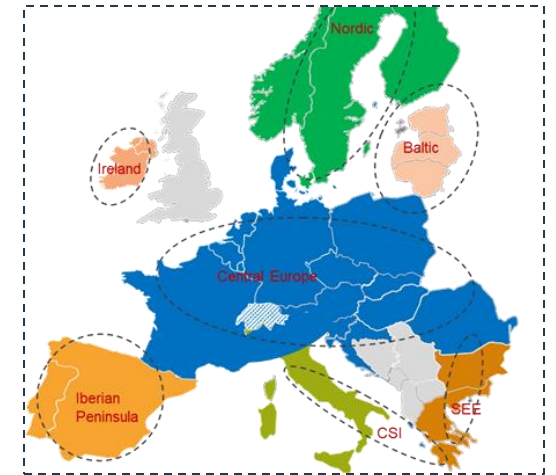 Nordic
Baltic
Ireland
Central Europe
Iberian
Peninsula
SEE
CSI